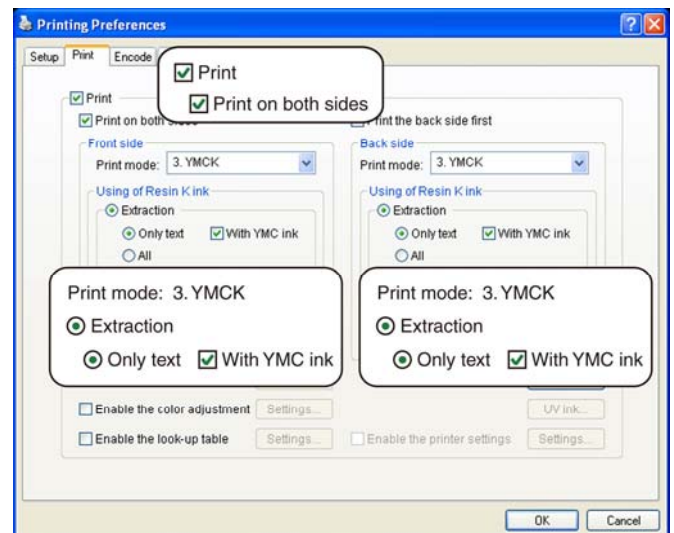 Printing Preferences
Setup Print Encode
Print
Print on both sides
Print
Print on both sides Print the back side first
Front side Back side
Print mode: 3. YMCK Print mode: 3. YMCK
Using of Resin K ink Using of Resin K ink
Extraction Extraction
Only text With YMC ink Only text With YMC ink
All All
Print mode: 3. YMCK Print mode: 3. YMCK
Extraction Extraction
Only text With YMC ink Only text With YMC ink
Enable the color adjustment Settings... UV ink...
Enable the look-up table Settings... Enable the printer settings Settings...
OK Cancel